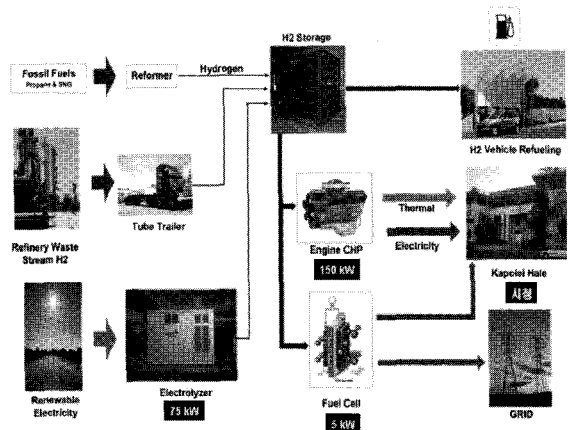 H2 Storage
Fossil Fuels
Propane & SNG
Reformer
Hydrogen
H2 Vehicle Refueling
Refinery Waste
Stream H2
Tube Trailer
Engine CHP
150 kW
Thermal
Electricity
Kapolei Hale
시청
Renewable
Electricity
Electrolyzer
75 kW
Fuel Cell
5 kW
GRID